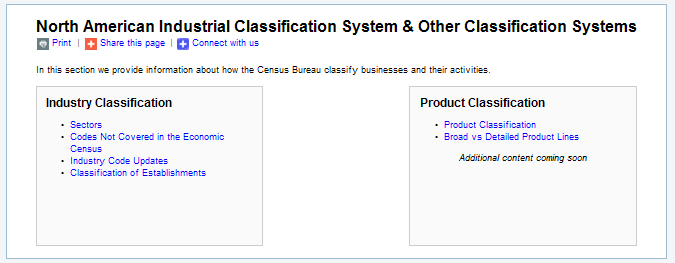 North American Industrial Classification System & Other Classification Systems
Print | Share this page | Connect with us
In this section we provide information about how the Census Bureau classify businesses and their activities.
Industry Classification
• Sectors
• Codes Not Covered in the Economic
Census
• Industry Code Updates
• Classification of Establishments
Product Classification
• Product Classification
• Broad vs Detailed Product Lines
Additional content coming soon